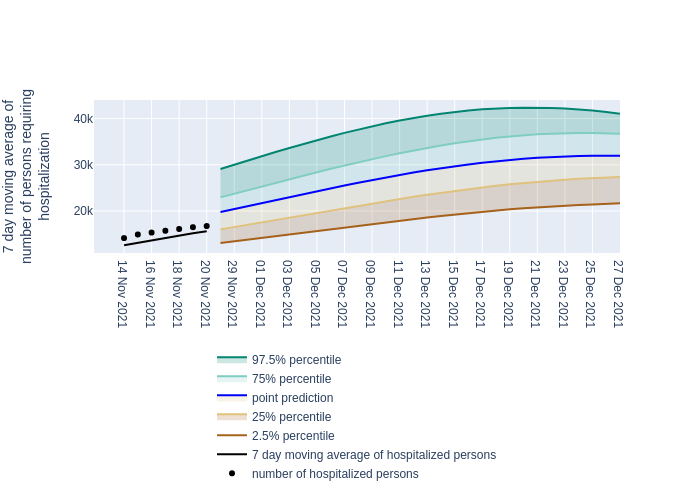 7 day moving average of
number of persons requiring
hospitalization
40k
30k
20k
14 Nov 2021
16 Nov 2021
18 Nov 2021
20 Nov 2021
29 Nov 2021
01 Dec 2021
03 Dec 2021
05 Dec 2021
07 Dec 2021
09 Dec 2021
11 Dec 2021
13 Dec 2021
15 Dec 2021
17 Dec 2021
19 Dec 2021
21 Dec 2021
23 Dec 2021
25 Dec 2021
27 Dec 2021
97.5% percentile
75% percentile
point prediction
25% percentile
2.5% percentile
7 day moving average of hospitalized persons
number of hospitalized persons